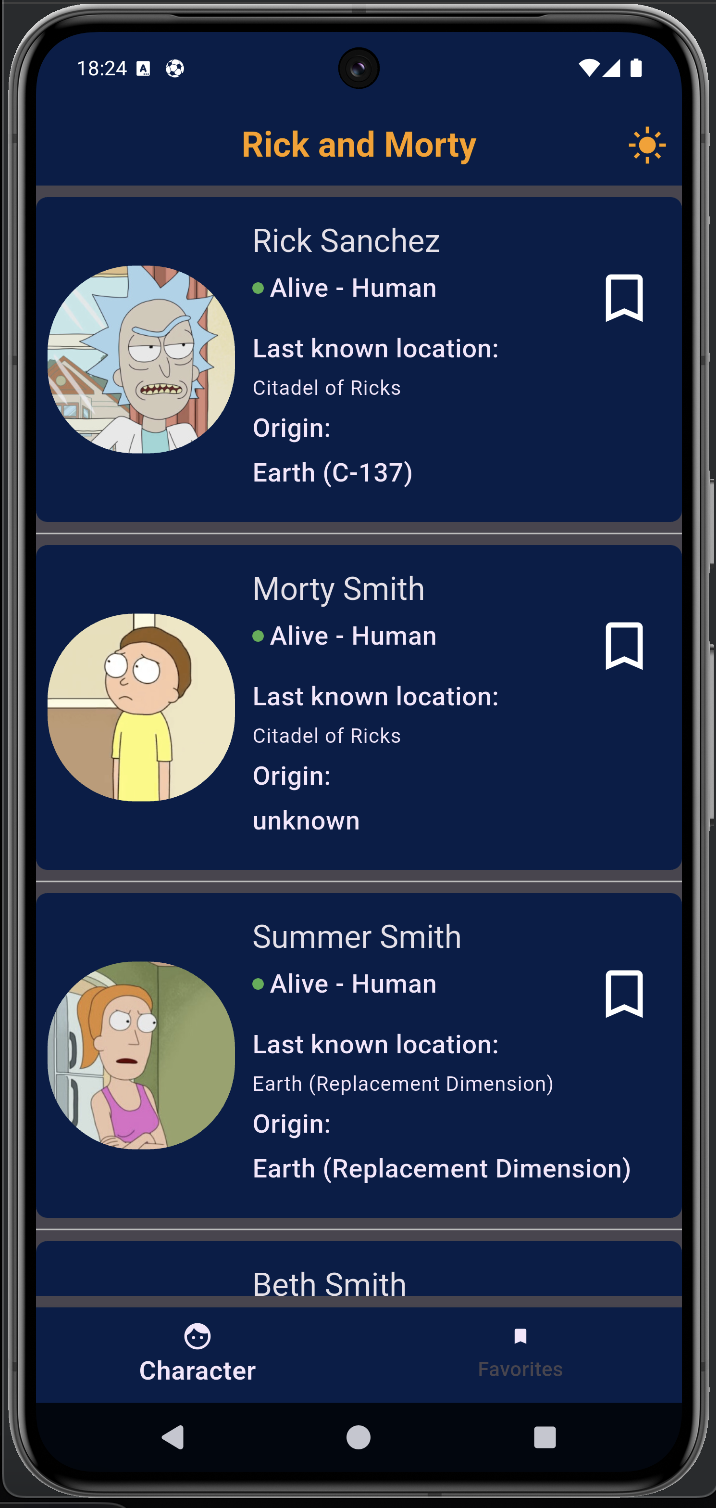 18:24
Rick and Morty
Rick Sanchez
Alive - Human
Last known location:
Citadel of Ricks
Origin:
Earth (C-137)
Morty Smith
Alive - Human
Last known location:
Citadel of Ricks
Origin:
unknown
Summer Smith
Alive - Human
Last known location:
Earth (Replacement Dimension)
Origin:
Earth (Replacement Dimension)
Beth Smith
Character
Favorites